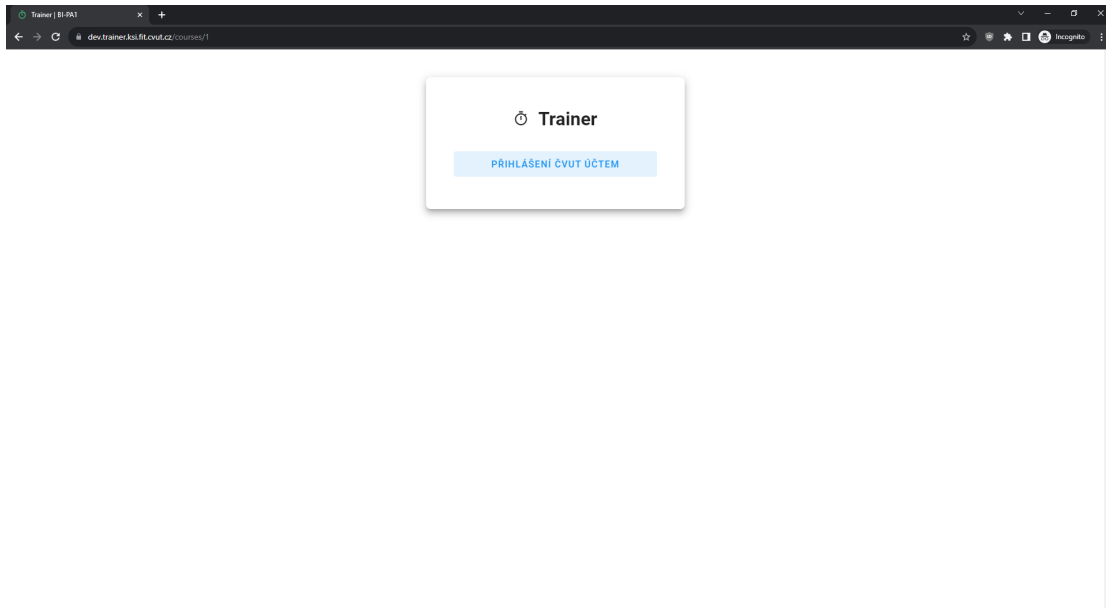 Trainer | BI-PA1
dev.trainer.ksi.fit.cvut.cz/courses/1
Incognito
Trainer
PŘIHLÁŠENÍ ČVUT ÚČTEM